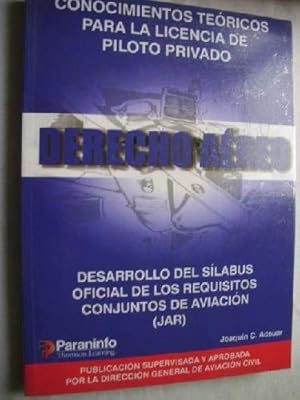 CONOCIMIENTOS TEÓRICOS
PARA LA LICENCIA DE
PILOTO PRIVADO
DERECHO AÉREO
DESARROLLO DEL SÍLABUS
OFICIAL DE LOS REQUISITOS
CONJUNTOS DE AVIACIÓN
(JAR)
Joaquín C. Adsuar
Paraninfo
Thomson Learning
PUBLICACIÓN SUPERVISADA Y APROBADA
POR LA DIRECCIÓN GENERAL DE AVIACIÓN CIVIL